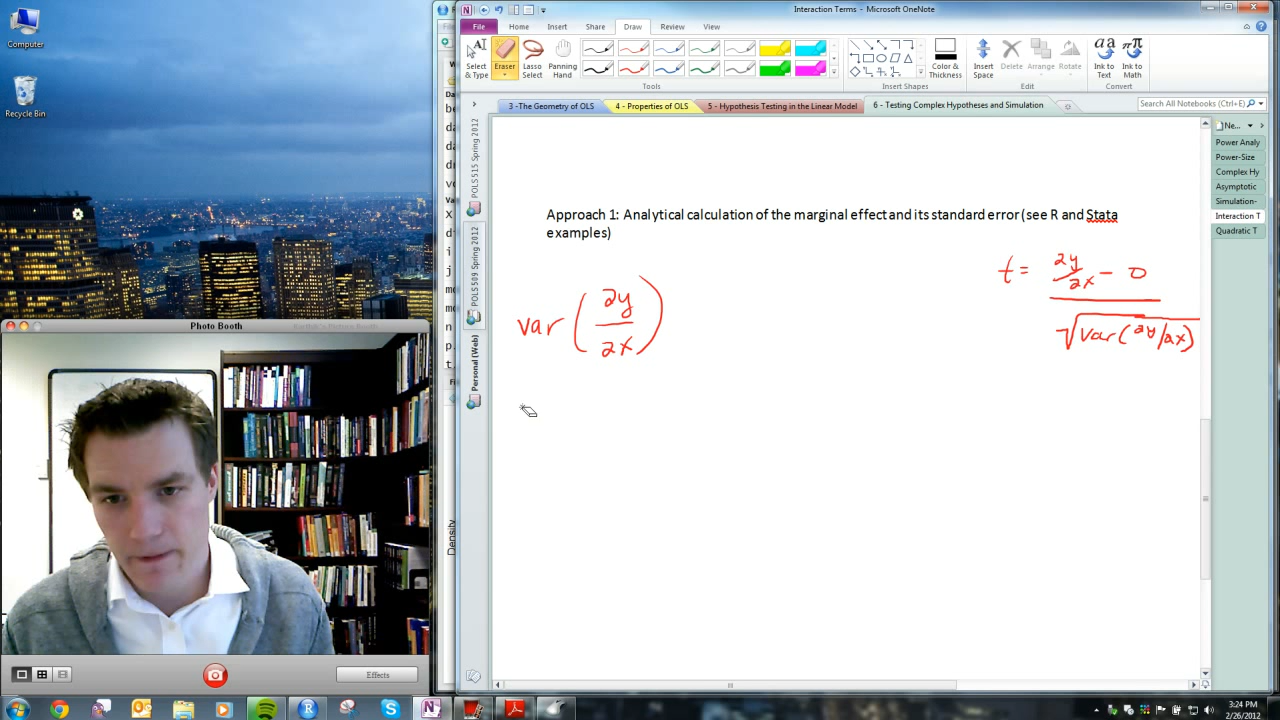 Interaction Terms - Microsoft OneNote
Computer
Recycle Bin
File Home Insert Share Draw Review View
Select & Type
Eraser
Lasso Select
Panning Hand
Color & Thickness
Insert Space
Delete
Arrange
Rotate
Ink to Text
Ink to Math
Tools
Insert Shapes
Edit
Convert
3 -The Geometry of OLS
4 - Properties of OLS
5 - Hypothesis Testing in the Linear Model
6 - Testing Complex Hypotheses and Simulation
Search All Notebooks (Ctrl+E)
POLS 515 Spring 2012
POLS 509 Spring 2012
Personal (Web)
Ne...
Power Analy
Power-Size
Complex Hy
Asymptotic
Simulation-
Interaction T
Quadratic T
Approach 1: Analytical calculation of the marginal effect and its standard error (see R and Stata
examples)
var (∂y/∂x)
t = ∂y/∂x - 0
√var(∂y/∂x)
Photo Booth
Effects
Density
3:24 PM
2/26/2012